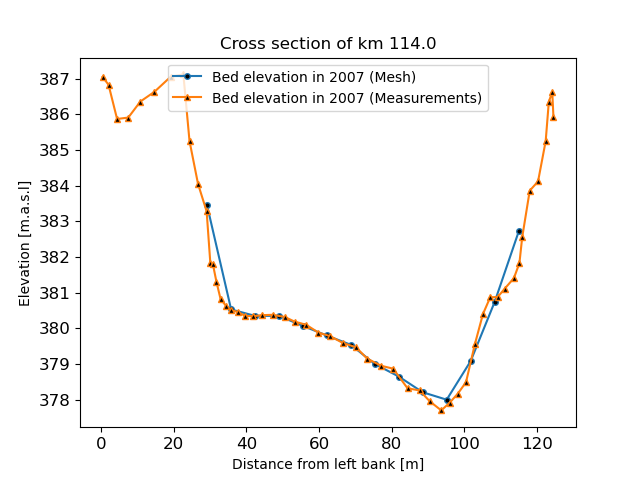 Cross section of km 114.0
Bed elevation in 2007 (Mesh)
Bed elevation in 2007 (Measurements)
Elevation [m.a.s.l]
387
386
385
384
383
382
381
380
379
378
0 20 40 60 80 100 120
Distance from left bank [m]